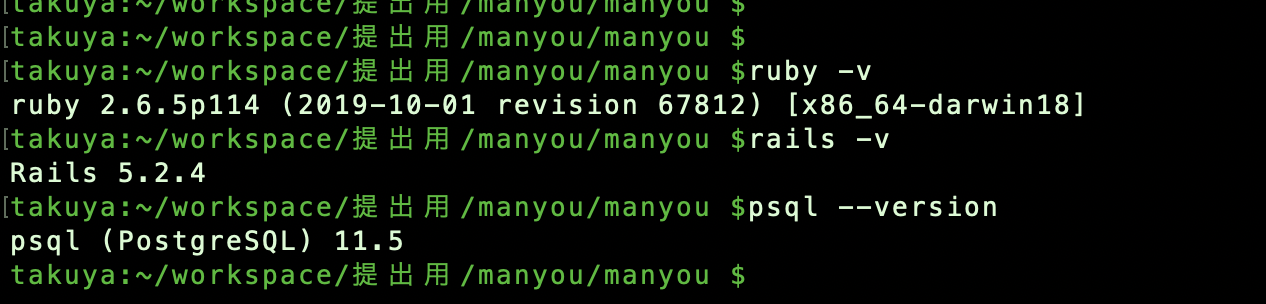 takuya:~/workspace/提出用/manyou/manyou $
[takuya:~/workspace/提出用/manyou/manyou $
[takuya:~/workspace/提出用/manyou/manyou $ruby -v
ruby 2.6.5p114 (2019-10-01 revision 67812) [x86_64-darwin18]
[takuya:~/workspace/提出用/manyou/manyou $rails -v
Rails 5.2.4
[takuya:~/workspace/提出用/manyou/manyou $psql --version
psql (PostgreSQL) 11.5
takuya:~/workspace/提出用/manyou/manyou $